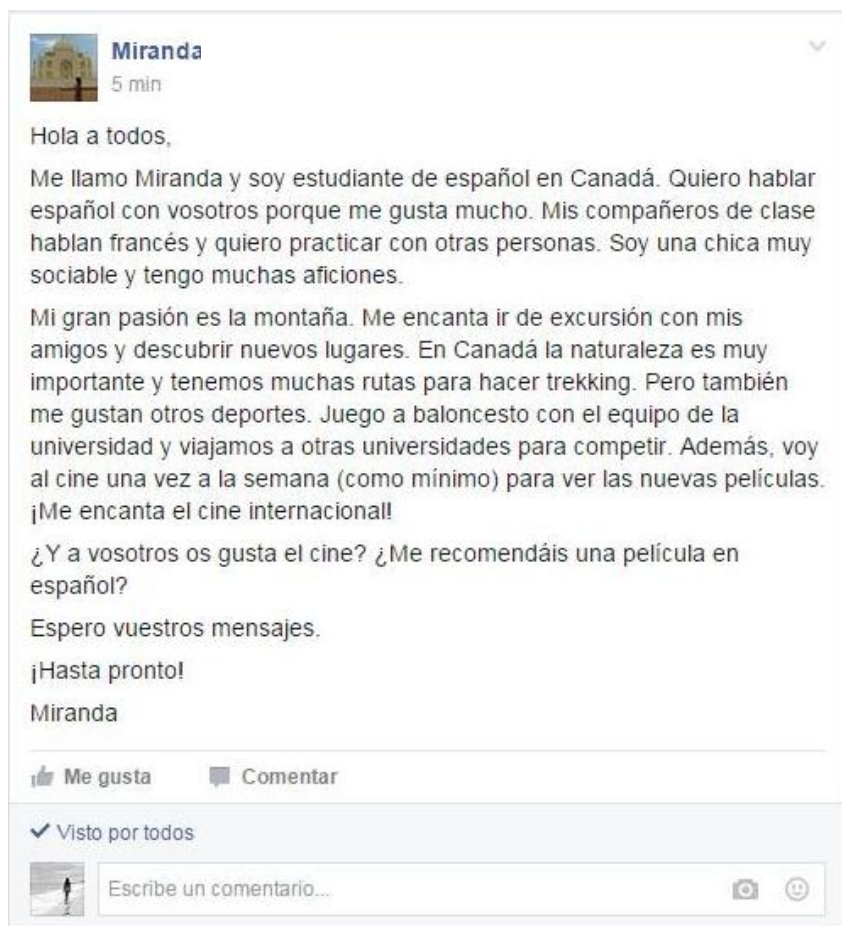 Miranda
5 min
Hola a todos,
Me llamo Miranda y soy estudiante de español en Canadá. Quiero hablar
español con vosotros porque me gusta mucho. Mis compañeros de clase
hablan francés y quiero practicar con otras personas. Soy una chica muy
sociable y tengo muchas aficiones.
Mi gran pasión es la montaña. Me encanta ir de excursión con mis
amigos y descubrir nuevos lugares. En Canadá la naturaleza es muy
importante y tenemos muchas rutas para hacer trekking. Pero también
me gustan otros deportes. Juego a baloncesto con el equipo de la
universidad y viajamos a otras universidades para competir. Además, voy
al cine una vez a la semana (como mínimo) para ver las nuevas películas.
¡Me encanta el cine internacional!
¿Y a vosotros os gusta el cine? ¿Me recomendáis una película en
español?
Espero vuestros mensajes.
¡Hasta pronto!
Miranda
Me gusta Comentar
Visto por todos
Escribe un comentario...